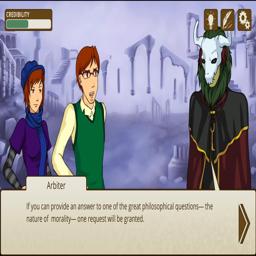 CREDIBILITY
Arbiter
If you can provide an answer to one of the great philosophical questions— the
nature of morality— one request will be granted.